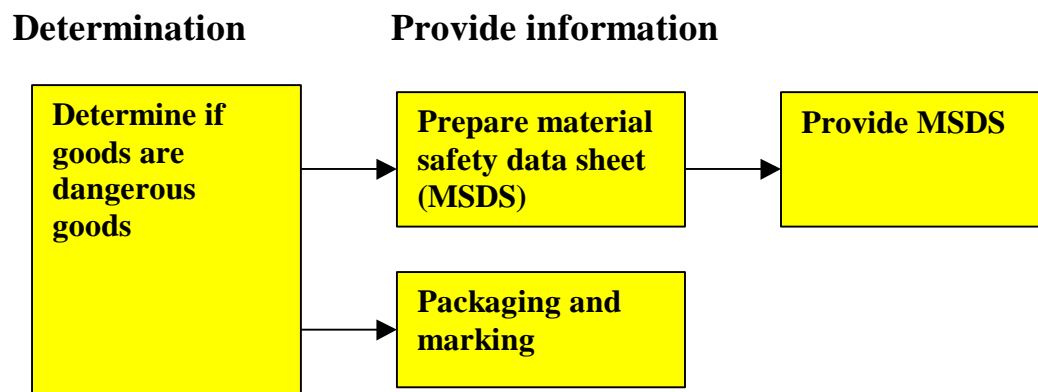 Determination
Provide information
Determine if
goods are
dangerous
goods
Prepare material
safety data sheet
(MSDS)
Provide MSDS
Packaging and
marking